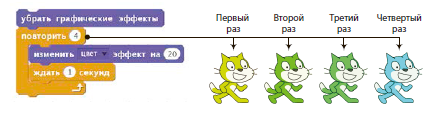 убрать графические эффекты
повторить 4
изменить цвет эффект на 20
ждать 1 секунд
Первый раз
Второй раз
Третий раз
Четвертый раз